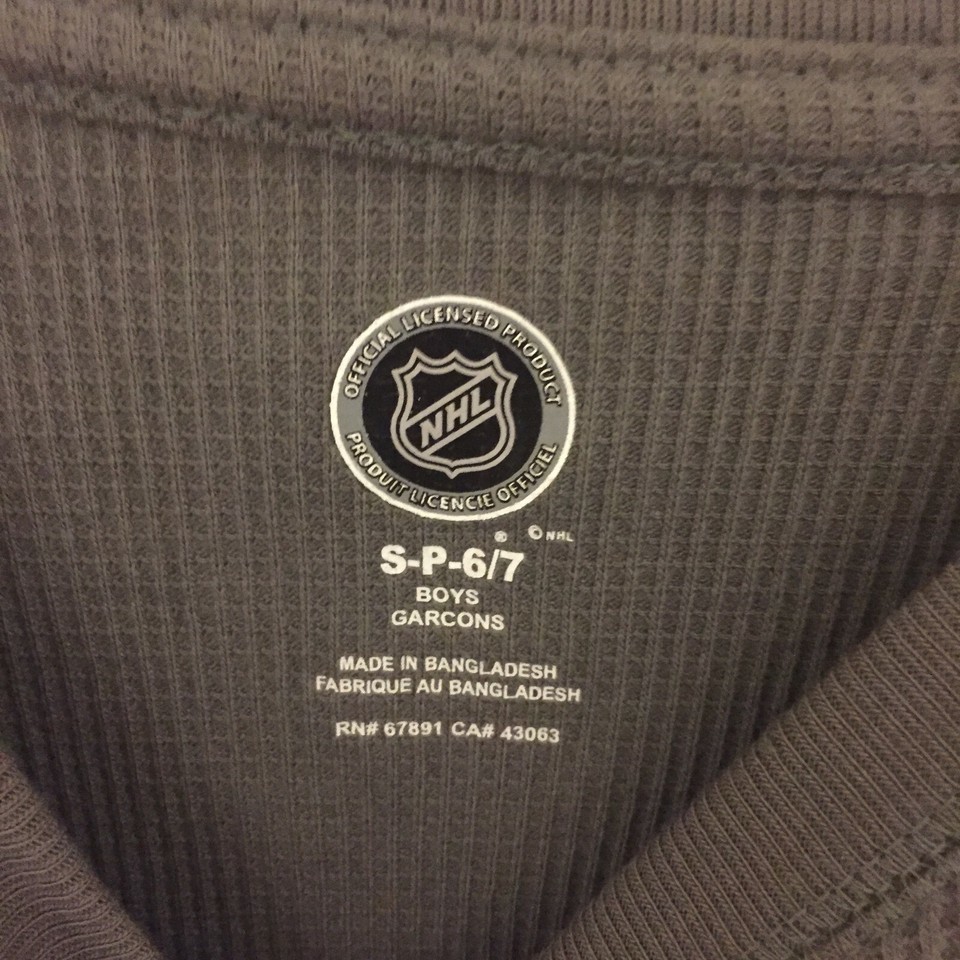 OFFICIAL LICENSED PRODUCT
NHL
PRODUIT LICENCIE OFFICIEL
® © NHL
S-P-6/7
BOYS
GARCONS
MADE IN BANGLADESH
FABRIQUE AU BANGLADESH
RN# 67891 CA# 43063